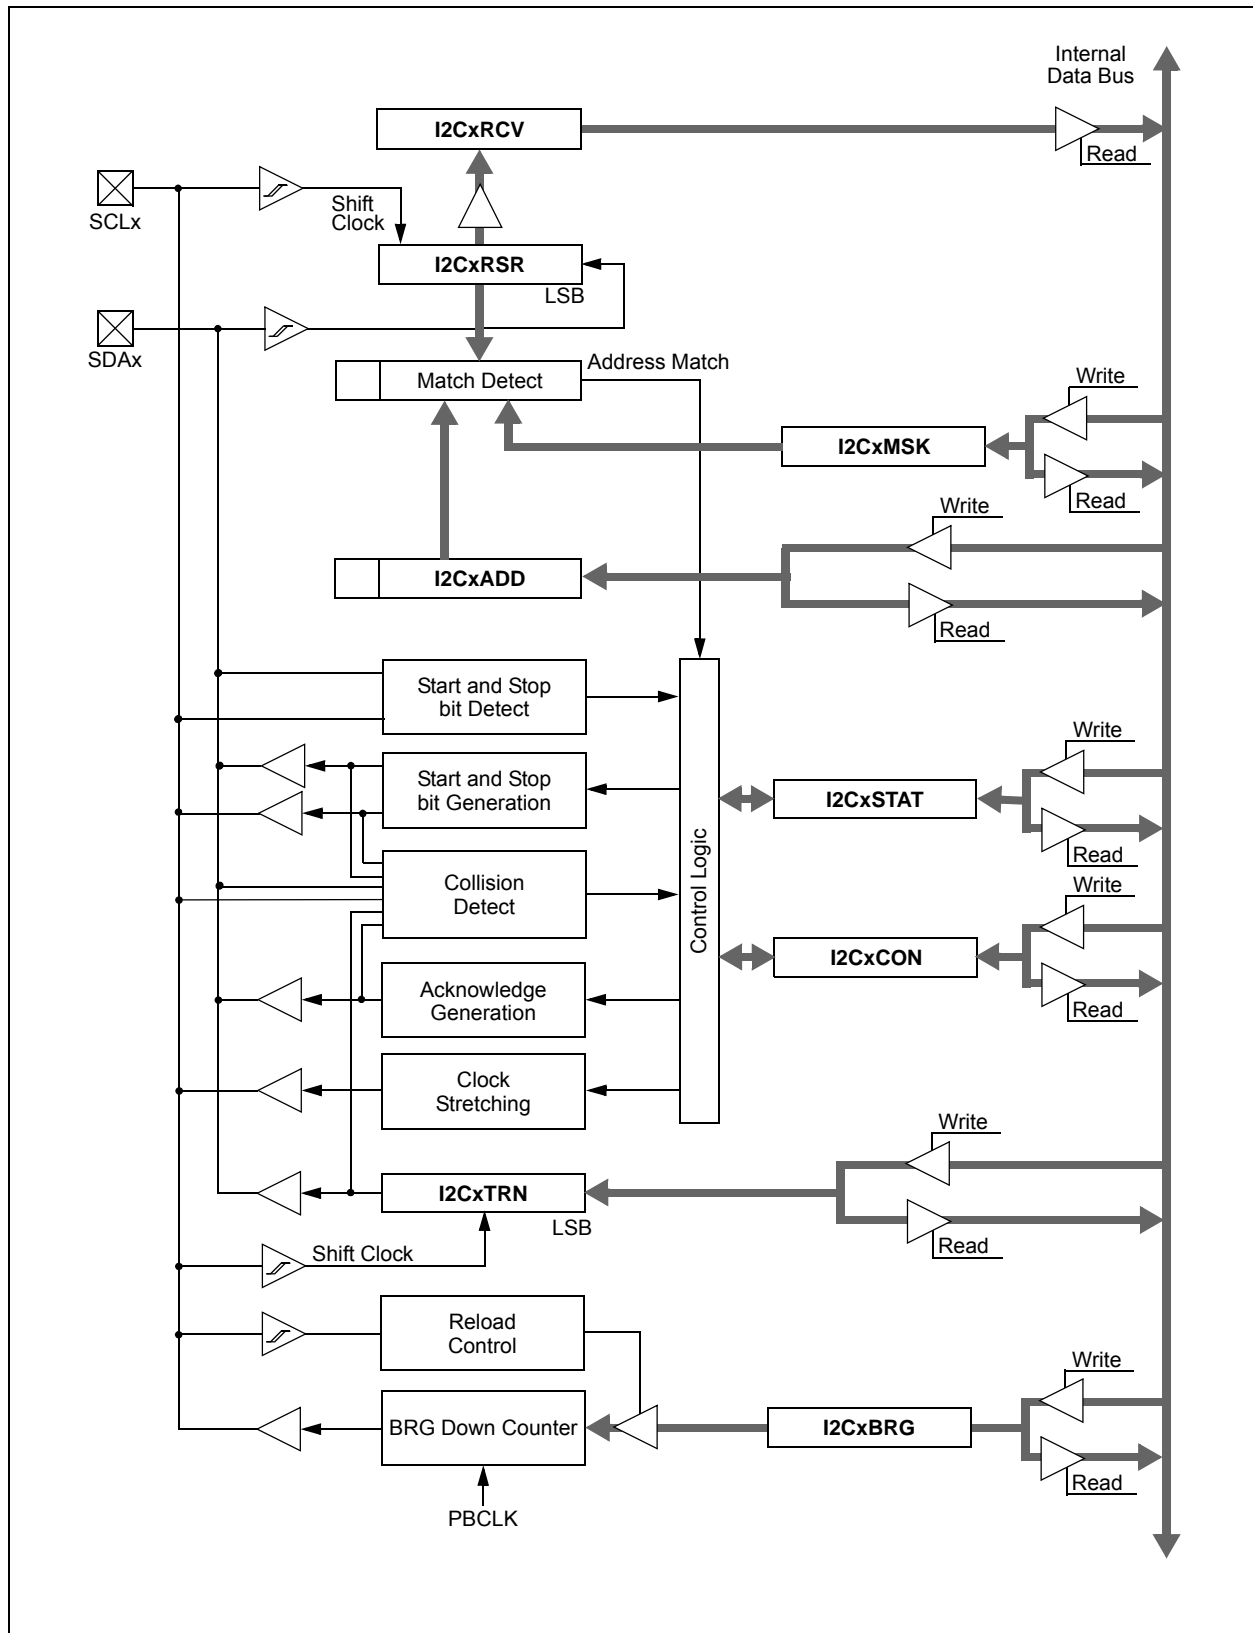 Internal
Data Bus
I2CxRCV
Read
SCLx
Shift
Clock
I2CxRSR
LSB
SDAx
Match Detect
Address Match
Write
I2CxMSK
Read
Write
I2CxADD
Read
Start and Stop
bit Detect
Write
Start and Stop
bit Generation
I2CxSTAT
Read
Control Logic
Collision
Detect
Write
I2CxCON
Read
Acknowledge
Generation
Clock
Stretching
Write
I2CxTRN
LSB
Read
Shift Clock
Reload
Control
Write
BRG Down Counter
I2CxBRG
Read
PBCLK